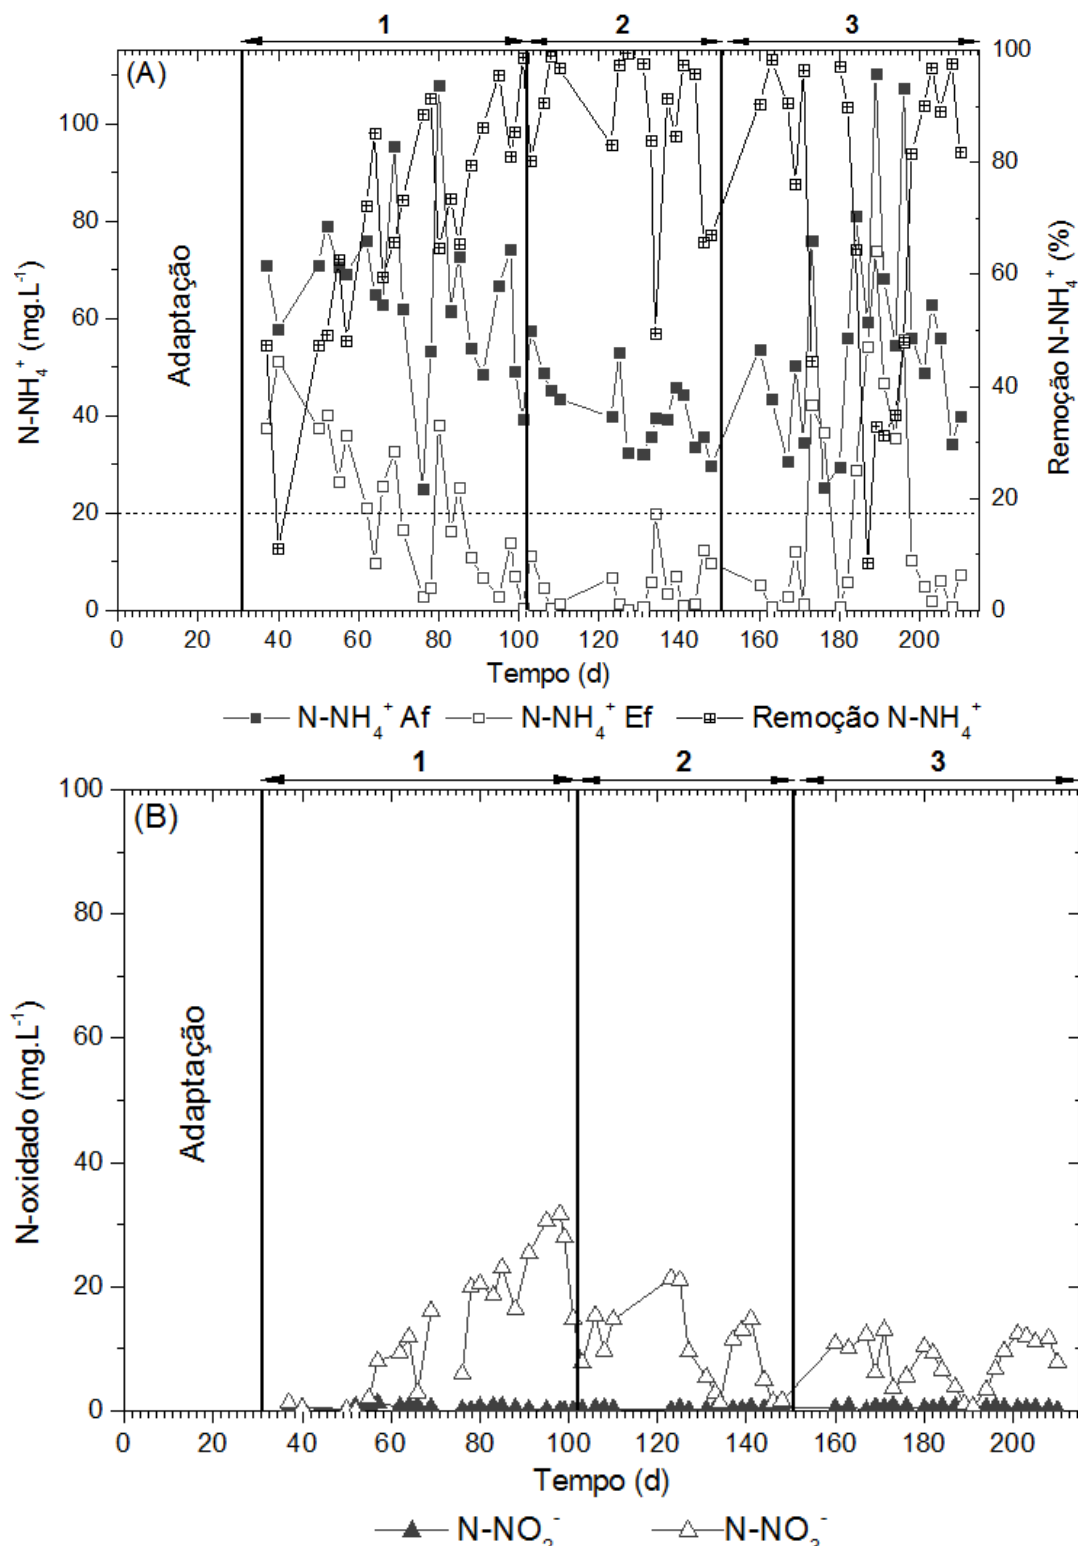 1 2 3
(A)
100 100
80 80
60 60
40 40
20 20
0 0
N-NH₄⁺ (mg.L⁻¹)
Adaptação
Remoção N-NH₄⁺ (%)
0 20 40 60 80 100 120 140 160 180 200
Tempo (d)
N-NH₄⁺ Af N-NH₄⁺ Ef Remoção N-NH₄⁺
1 2 3
(B)
100
80
60
40
20
0
N-oxidado (mg.L⁻¹)
Adaptação
0 20 40 60 80 100 120 140 160 180 200
Tempo (d)
N-NO₂⁻ N-NO₃⁻